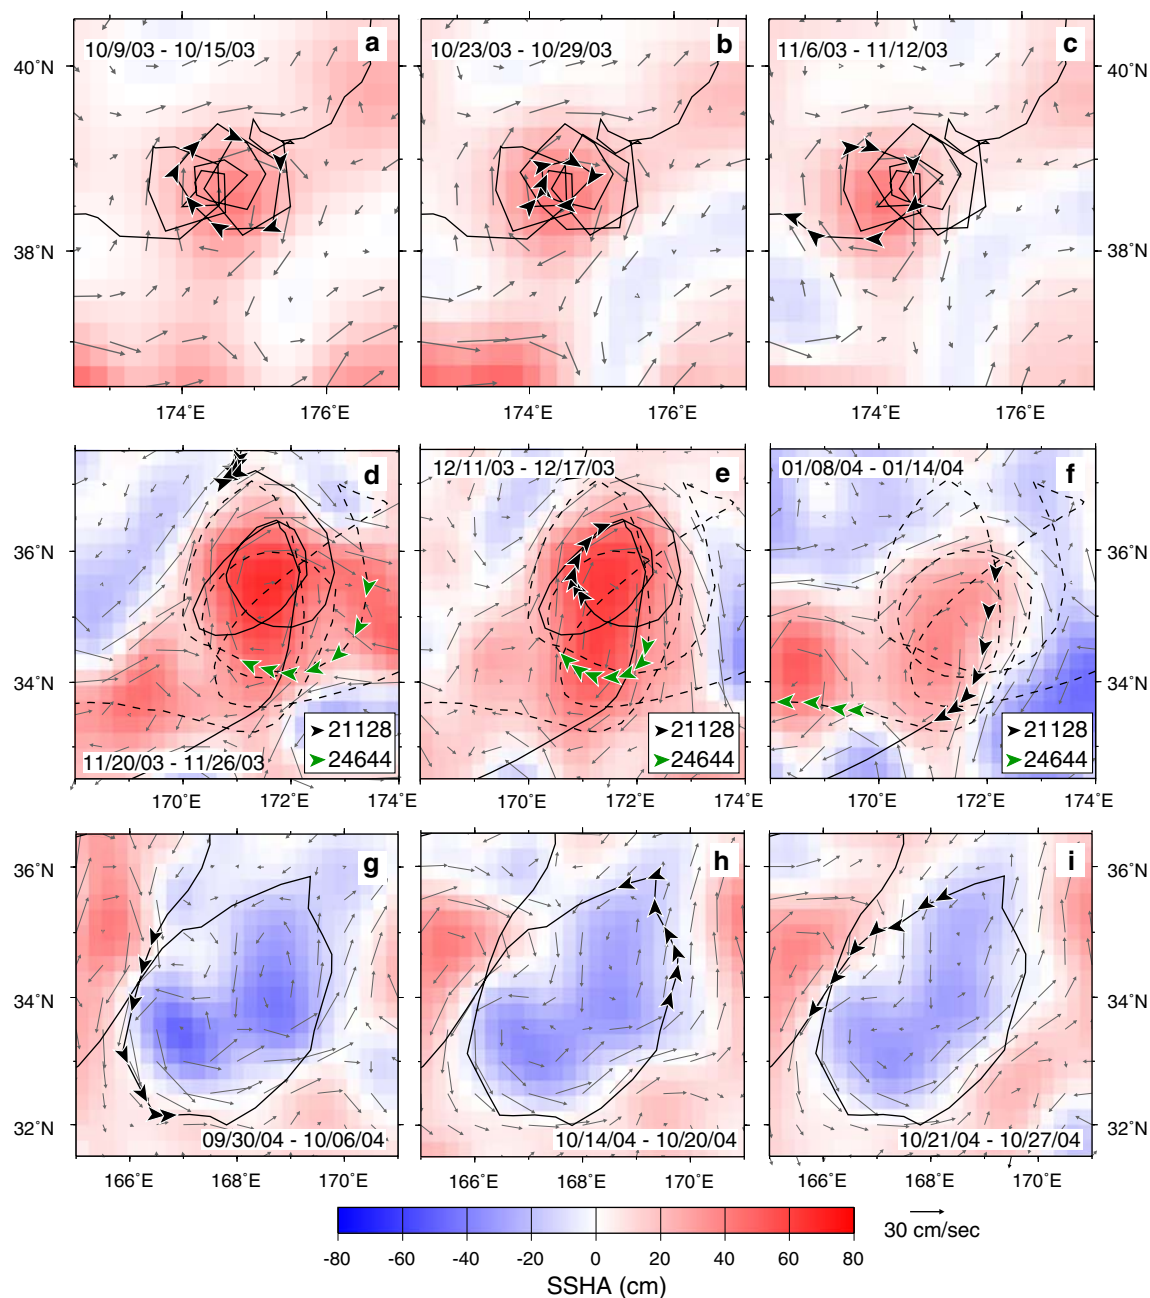 10/9/03 - 10/15/03
a
10/23/03 - 10/29/03
b
11/6/03 - 11/12/03
c
40°N
40°N
38°N
38°N
174°E
176°E
174°E
176°E
174°E
176°E
d
12/11/03 - 12/17/03
e
01/08/04 - 01/14/04
f
36°N
36°N
34°N
34°N
21128
24644
11/20/03 - 11/26/03
21128
24644
21128
24644
170°E
172°E
174°E
170°E
172°E
170°E
172°E
174°E
g
h
i
36°N
36°N
34°N
34°N
32°N
32°N
09/30/04 - 10/06/04
10/14/04 - 10/20/04
10/21/04 - 10/27/04
166°E
168°E
170°E
166°E
168°E
170°E
166°E
168°E
170°E
-80
-60
-40
-20
0
20
40
60
80
SSHA (cm)
30 cm/sec